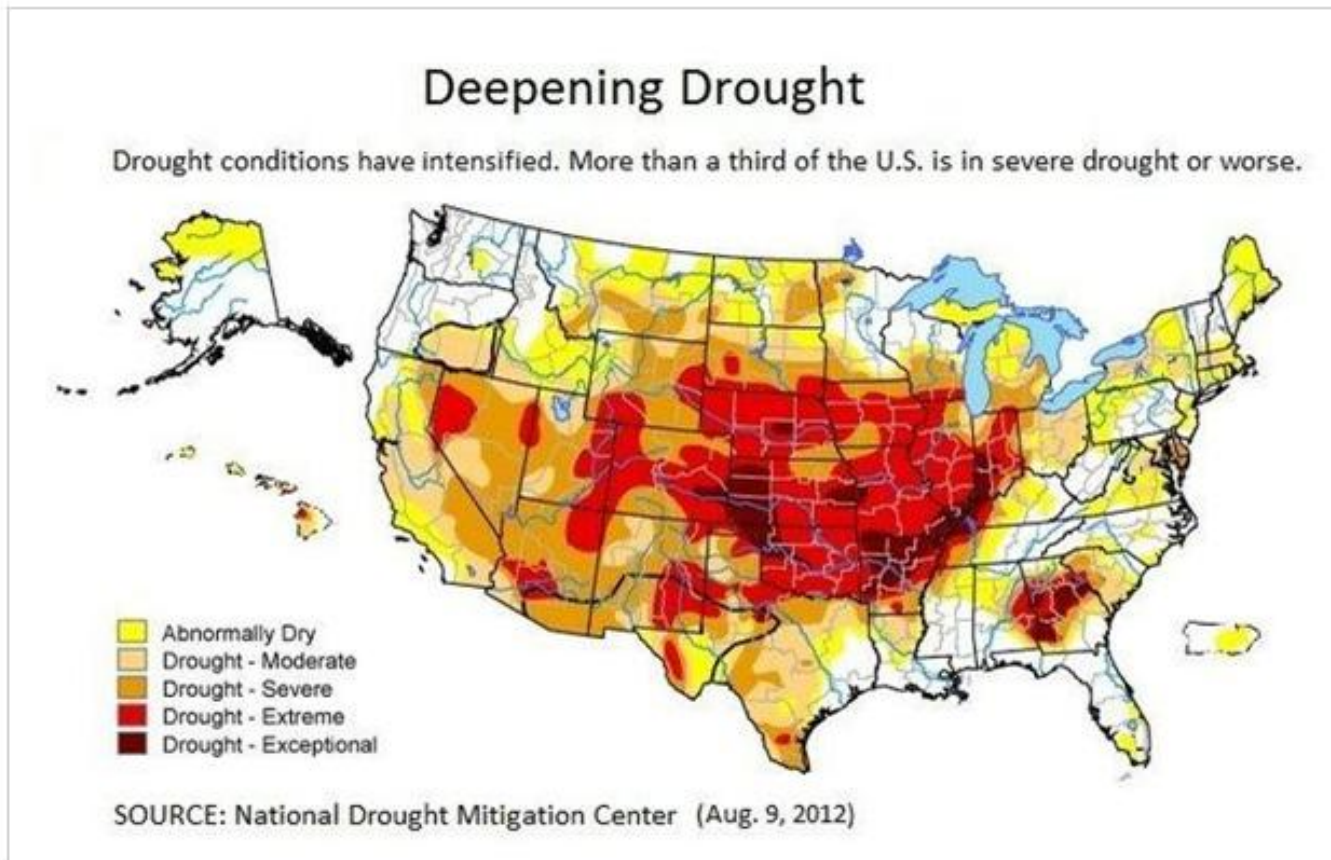 Deepening Drought
Drought conditions have intensified. More than a third of the U.S. is in severe drought or worse.
Abnormally Dry
Drought - Moderate
Drought - Severe
Drought - Extreme
Drought - Exceptional
SOURCE: National Drought Mitigation Center (Aug. 9, 2012)